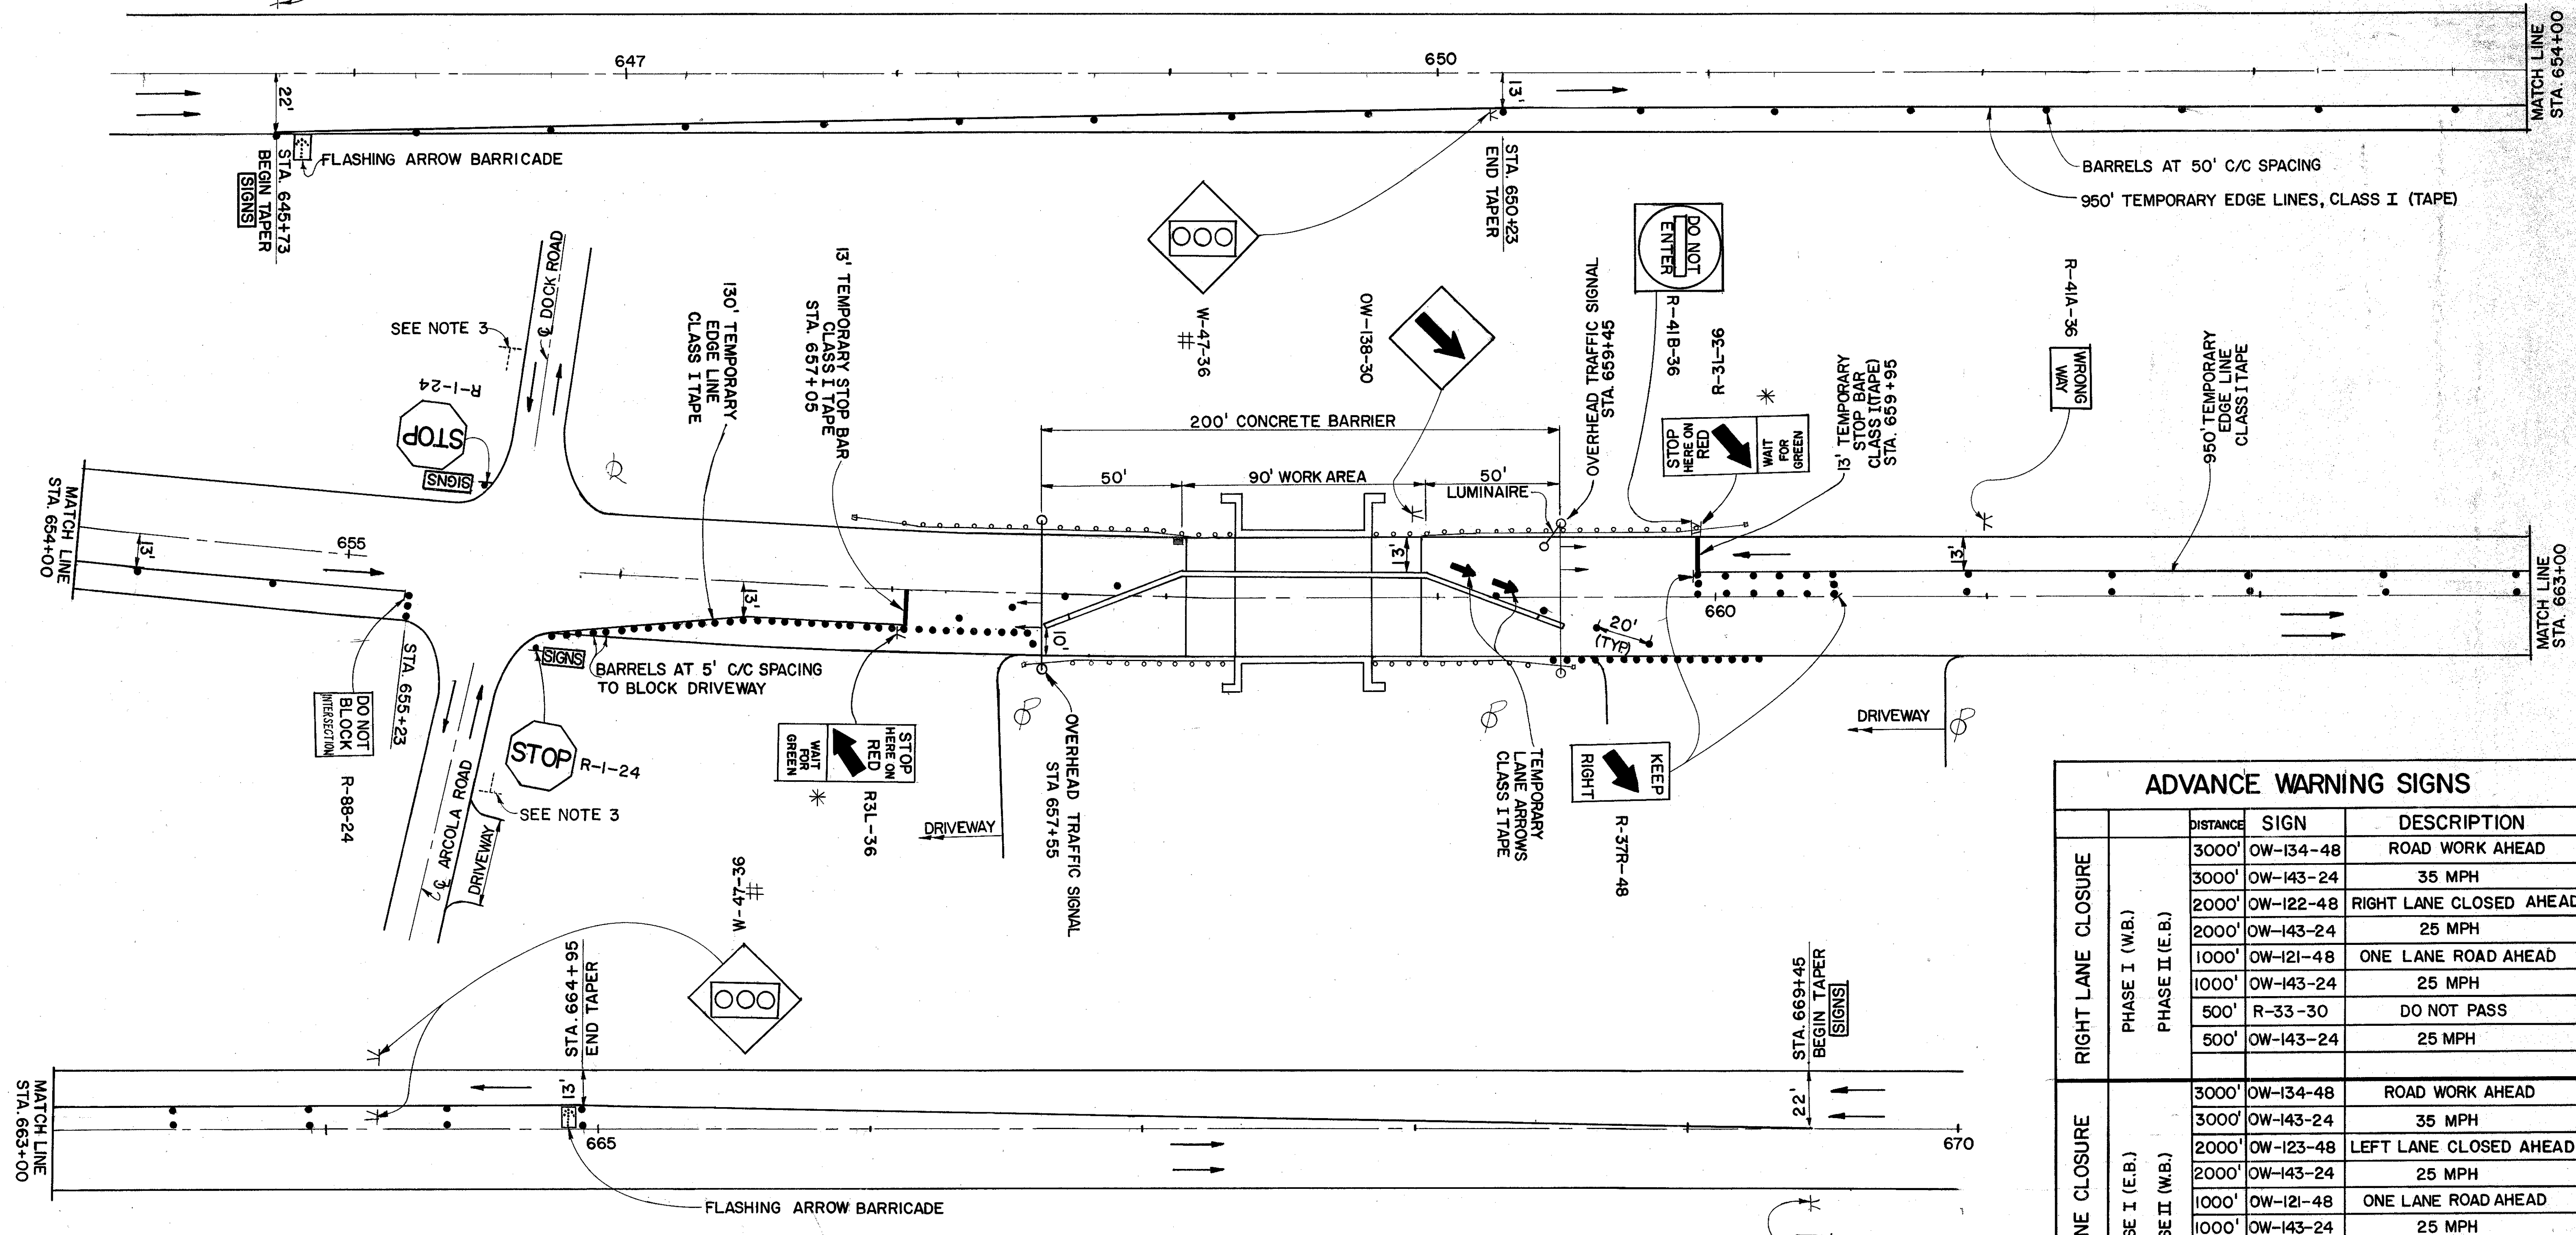 647
650
MATCH LINE
STA. 654+00
22'
13'
FLASHING ARROW BARRICADE
STA. 645+73
BEGIN TAPER
SIGNS
STA. 650+23
END TAPER
BARRELS AT 50' C/C SPACING
950' TEMPORARY EDGE LINES, CLASS I (TAPE)
W-47-36
#
OW-138-30
OVERHEAD TRAFFIC SIGNAL
STA. 659+45
DO NOT
ENTER
R-41B-36
R-3L-36
STOP
HERE ON
RED
WAIT
FOR
GREEN
*
13' TEMPORARY
STOP BAR
CLASS I(TAPE)
STA. 659+95
R-41A-36
WRONG
WAY
950' TEMPORARY
EDGE LINE
CLASS I TAPE
℄ DOCK ROAD
SEE NOTE 3
R-1-24
STOP
SIGNS
130' TEMPORARY
EDGE LINE
CLASS I TAPE
13' TEMPORARY STOP BAR
CLASS I TAPE
STA. 657+05
200' CONCRETE BARRIER
50'
90' WORK AREA
50'
LUMINAIRE
MATCH LINE
STA. 654+00
13'
655
13'
10'
13'
13'
660
20'
(TYP)
MATCH LINE
STA. 663+00
STA. 655+23
DO NOT
BLOCK
INTERSECTION
R-88-24
SIGNS
BARRELS AT 5' C/C SPACING
TO BLOCK DRIVEWAY
STOP
R-1-24
SEE NOTE 3
℄ ARCOLA ROAD
DRIVEWAY
STOP
HERE ON
RED
WAIT
FOR
GREEN
*
R3L-36
DRIVEWAY
OVERHEAD TRAFFIC SIGNAL
STA 657+55
TEMPORARY
LANE ARROWS
CLASS I TAPE
KEEP
RIGHT
R-37R-48
DRIVEWAY
W-47-36
#
STA. 664+95
END TAPER
STA. 669+45
BEGIN TAPER
SIGNS
MATCH LINE
STA. 663+00
13'
22'
665
670
FLASHING ARROW BARRICADE
ADVANCE WARNING SIGNS
DISTANCE SIGN DESCRIPTION
RIGHT LANE CLOSURE
PHASE I (W.B.)
PHASE II (E.B.)
3000' OW-134-48 ROAD WORK AHEAD
3000' OW-143-24 35 MPH
2000' OW-122-48 RIGHT LANE CLOSED AHEAD
2000' OW-143-24 25 MPH
1000' OW-121-48 ONE LANE ROAD AHEAD
1000' OW-143-24 25 MPH
500' R-33-30 DO NOT PASS
500' OW-143-24 25 MPH
NE CLOSURE
SE I (E.B.)
SE II (W.B.)
3000' OW-134-48 ROAD WORK AHEAD
3000' OW-143-24 35 MPH
2000' OW-123-48 LEFT LANE CLOSED AHEAD
2000' OW-143-24 25 MPH
1000' OW-121-48 ONE LANE ROAD AHEAD
1000' OW-143-24 25 MPH